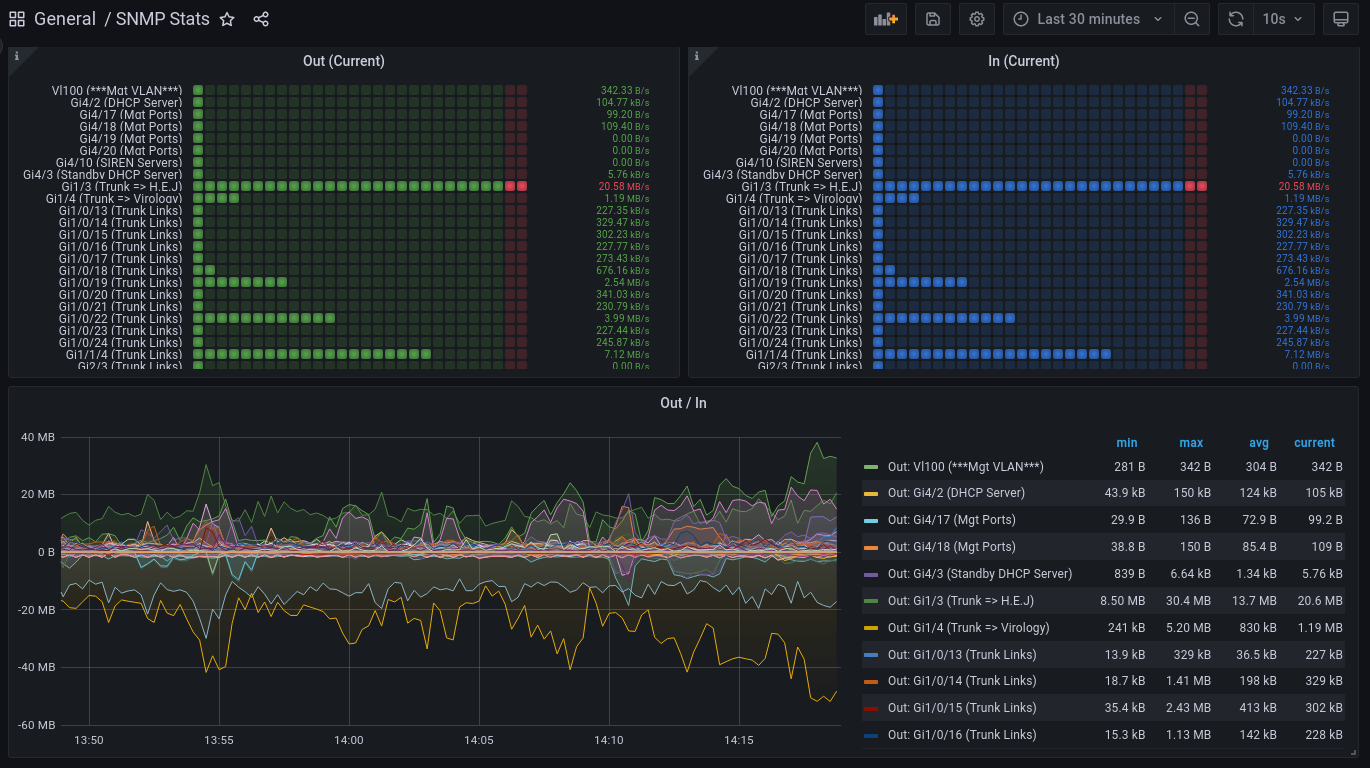 General / SNMP Stats
Last 30 minutes
10s
Out (Current)
Vl100 (***Mgt VLAN***) 342.33 B/s
Gi4/2 (DHCP Server) 104.77 kB/s
Gi4/17 (Mgt Ports) 99.20 B/s
Gi4/18 (Mgt Ports) 109.40 B/s
Gi4/19 (Mgt Ports) 0.00 B/s
Gi4/20 (Mgt Ports) 0.00 B/s
Gi4/10 (SIREN Servers) 0.00 B/s
Gi4/3 (Standby DHCP Server) 5.76 kB/s
Gi1/3 (Trunk => H.E.J) 20.58 MB/s
Gi1/4 (Trunk => Virology) 1.19 MB/s
Gi1/0/13 (Trunk Links) 227.35 kB/s
Gi1/0/14 (Trunk Links) 329.47 kB/s
Gi1/0/15 (Trunk Links) 302.23 kB/s
Gi1/0/16 (Trunk Links) 227.77 kB/s
Gi1/0/17 (Trunk Links) 273.43 kB/s
Gi1/0/18 (Trunk Links) 676.16 kB/s
Gi1/0/19 (Trunk Links) 2.54 MB/s
Gi1/0/20 (Trunk Links) 341.03 kB/s
Gi1/0/21 (Trunk Links) 230.79 kB/s
Gi1/0/22 (Trunk Links) 3.99 MB/s
Gi1/0/23 (Trunk Links) 227.44 kB/s
Gi1/0/24 (Trunk Links) 245.87 kB/s
Gi1/1/4 (Trunk Links) 7.12 MB/s
Gi2/3 (Trunk Links) 0.00 B/s
In (Current)
Vl100 (***Mgt VLAN***) 342.33 B/s
Gi4/2 (DHCP Server) 104.77 kB/s
Gi4/17 (Mgt Ports) 99.20 B/s
Gi4/18 (Mgt Ports) 109.40 B/s
Gi4/19 (Mgt Ports) 0.00 B/s
Gi4/20 (Mgt Ports) 0.00 B/s
Gi4/10 (SIREN Servers) 0.00 B/s
Gi4/3 (Standby DHCP Server) 5.76 kB/s
Gi1/3 (Trunk => H.E.J) 20.58 MB/s
Gi1/4 (Trunk => Virology) 1.19 MB/s
Gi1/0/13 (Trunk Links) 227.35 kB/s
Gi1/0/14 (Trunk Links) 329.47 kB/s
Gi1/0/15 (Trunk Links) 302.23 kB/s
Gi1/0/16 (Trunk Links) 227.77 kB/s
Gi1/0/17 (Trunk Links) 273.43 kB/s
Gi1/0/18 (Trunk Links) 676.16 kB/s
Gi1/0/19 (Trunk Links) 2.54 MB/s
Gi1/0/20 (Trunk Links) 341.03 kB/s
Gi1/0/21 (Trunk Links) 230.79 kB/s
Gi1/0/22 (Trunk Links) 3.99 MB/s
Gi1/0/23 (Trunk Links) 227.44 kB/s
Gi1/0/24 (Trunk Links) 245.87 kB/s
Gi1/1/4 (Trunk Links) 7.12 MB/s
Gi2/3 (Trunk Links) 0.00 B/s
Out / In
40 MB
20 MB
0 B
-20 MB
-40 MB
-60 MB
13:50 13:55 14:00 14:05 14:10 14:15
min max avg current
Out: Vl100 (***Mgt VLAN***) 281 B 342 B 304 B 342 B
Out: Gi4/2 (DHCP Server) 43.9 kB 150 kB 124 kB 105 kB
Out: Gi4/17 (Mgt Ports) 29.9 B 136 B 72.9 B 99.2 B
Out: Gi4/18 (Mgt Ports) 38.8 B 150 B 85.4 B 109 B
Out: Gi4/3 (Standby DHCP Server) 839 B 6.64 kB 1.34 kB 5.76 kB
Out: Gi1/3 (Trunk => H.E.J) 8.50 MB 30.4 MB 13.7 MB 20.6 MB
Out: Gi1/4 (Trunk => Virology) 241 kB 5.20 MB 830 kB 1.19 MB
Out: Gi1/0/13 (Trunk Links) 13.9 kB 329 kB 36.5 kB 227 kB
Out: Gi1/0/14 (Trunk Links) 18.7 kB 1.41 MB 198 kB 329 kB
Out: Gi1/0/15 (Trunk Links) 35.4 kB 2.43 MB 413 kB 302 kB
Out: Gi1/0/16 (Trunk Links) 15.3 kB 1.13 MB 142 kB 228 kB